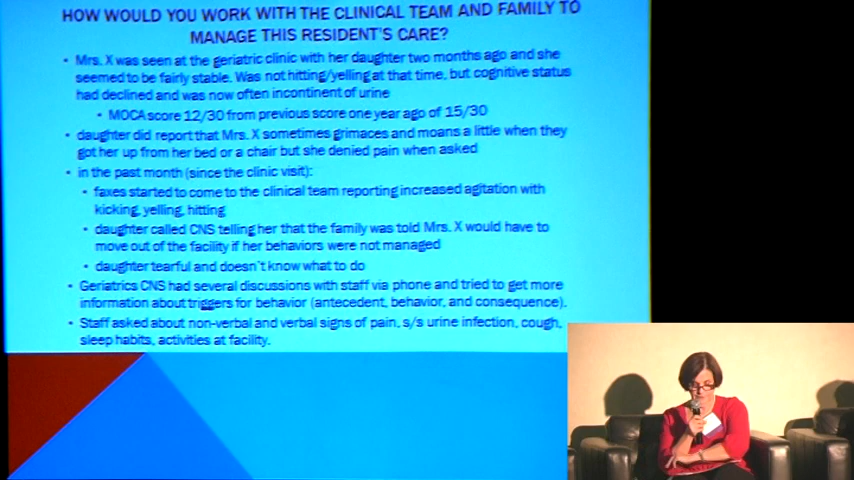 HOW WOULD YOU WORK WITH THE CLINICAL TEAM AND FAMILY TO
MANAGE THIS RESIDENT'S CARE?
• Mrs. X was seen at the geriatric clinic with her daughter two months ago and she
seemed to be fairly stable. Was not hitting/yelling at that time, but cognitive status
had declined and was now often incontinent of urine
• MOCA score 12/30 from previous score one year ago of 15/30
• daughter did report that Mrs. X sometimes grimaces and moans a little when they
got her up from her bed or a chair but she denied pain when asked
• in the past month (since the clinic visit):
• faxes started to come to the clinical team reporting increased agitation with
kicking, yelling, hitting
• daughter called CNS telling her that the family was told Mrs. X would have to
move out of the facility if her behaviors were not managed
• daughter tearful and doesn't know what to do
• Geriatrics CNS had several discussions with staff via phone and tried to get more
information about triggers for behavior (antecedent, behavior, and consequence).
• Staff asked about non-verbal and verbal signs of pain, s/s urine infection, cough,
sleep habits, activities at facility.